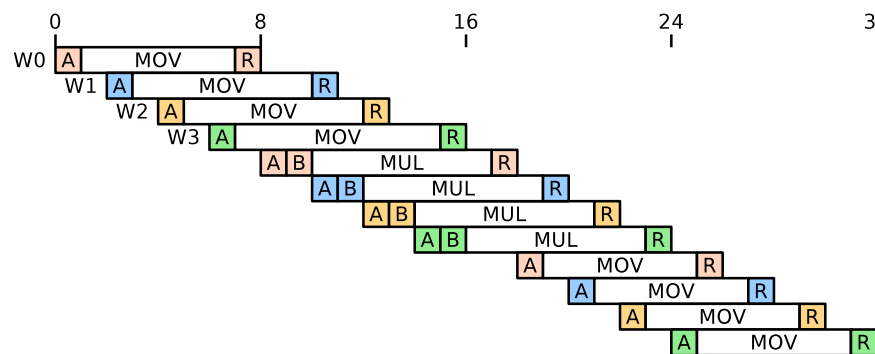 0 8 16 24 3
W0 A MOV R
W1 A MOV R
W2 A MOV R
W3 A MOV R
A B MUL R
A B MUL R
A B MUL R
A B MUL R
A MOV R
A MOV R
A MOV R
A MOV R